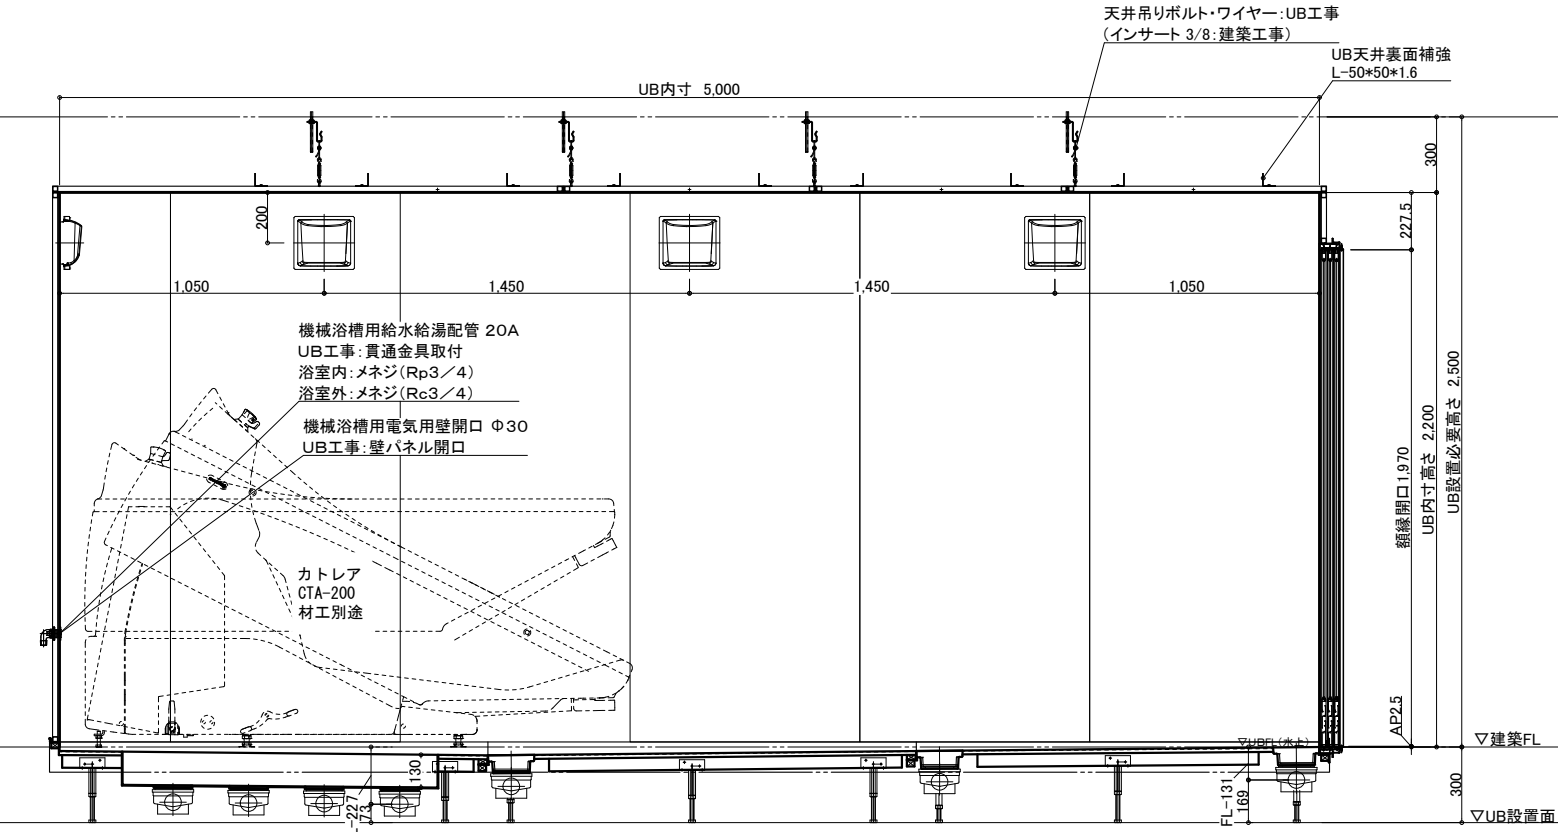 天井吊りボルト・ワイヤー：UB工事
（インサート 3/8：建築工事）
UB天井裏面補強
L-50*50*1.6
UB内寸 5,000
300
200
227.5
1,050
1,450
1,450
1,050
機械浴槽用給水給湯配管 20A
UB工事：貫通金具取付
浴室内：メネジ（Rp3／4）
浴室外：メネジ（Rc3／4）
機械浴槽用電気用壁開口 Φ30
UB工事：壁パネル開口
額縁開口1,970
UB内寸高さ 2,200
UB設置必要高さ 2,500
カトレア
CTA-200
材工別途
AP2.5
▽UBFL（水上）
▽建築FL
130
-227
73
FL-131
169
300
▽UB設置面